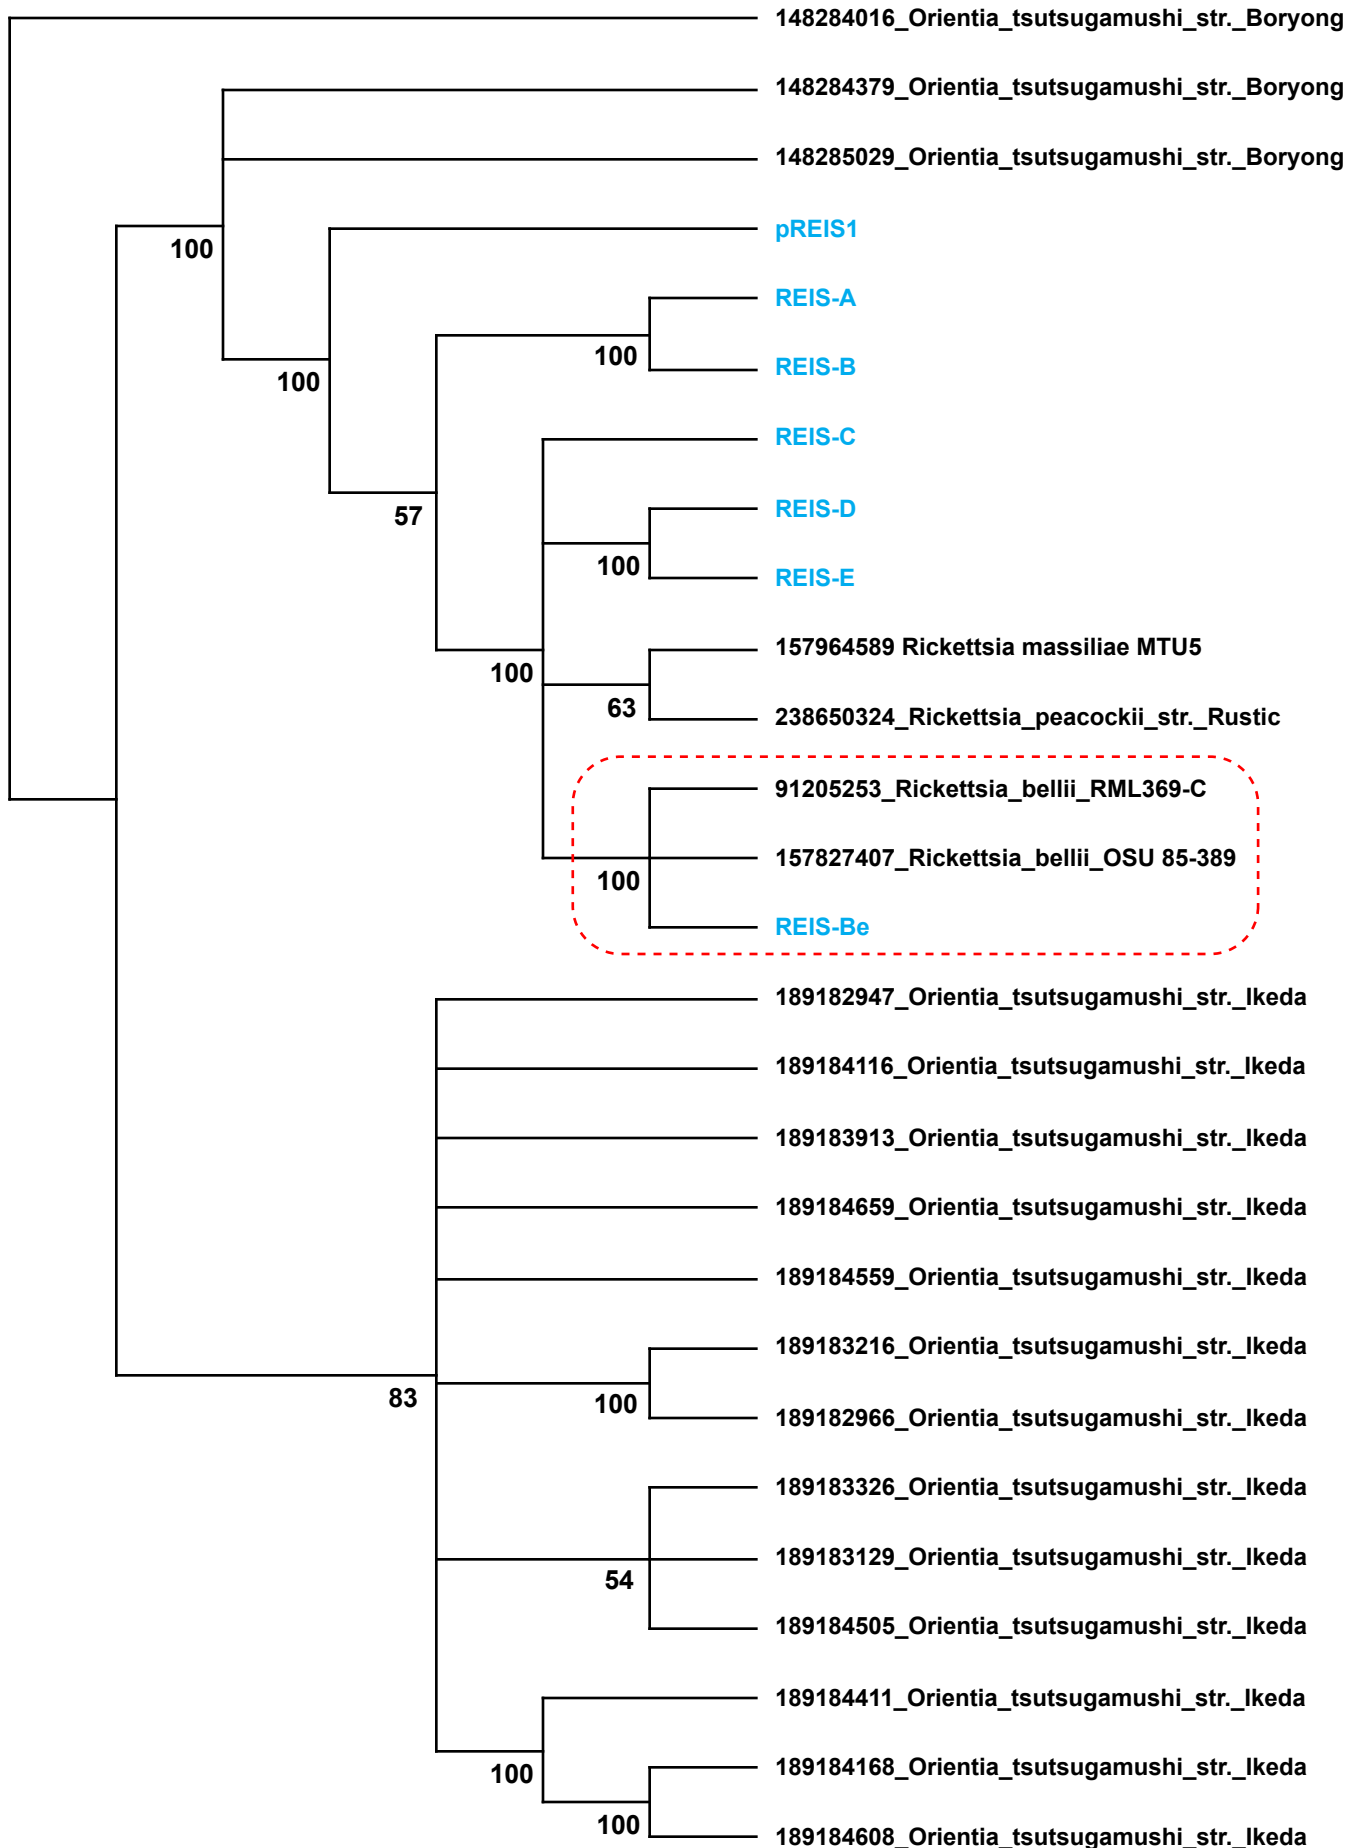 148284016_Orientia_tsutsugamushi_str._Boryong
148284379_Orientia_tsutsugamushi_str._Boryong
148285029_Orientia_tsutsugamushi_str._Boryong
pREIS1
100
REIS-A
100
REIS-B
100
REIS-C
REIS-D
57
100
REIS-E
157964589 Rickettsia massiliae MTU5
100
63
238650324_Rickettsia_peacockii_str._Rustic
91205253_Rickettsia_bellii_RML369-C
157827407_Rickettsia_bellii_OSU 85-389
100
REIS-Be
189182947_Orientia_tsutsugamushi_str._Ikeda
189184116_Orientia_tsutsugamushi_str._Ikeda
189183913_Orientia_tsutsugamushi_str._Ikeda
189184659_Orientia_tsutsugamushi_str._Ikeda
189184559_Orientia_tsutsugamushi_str._Ikeda
189183216_Orientia_tsutsugamushi_str._Ikeda
83
100
189182966_Orientia_tsutsugamushi_str._Ikeda
189183326_Orientia_tsutsugamushi_str._Ikeda
189183129_Orientia_tsutsugamushi_str._Ikeda
54
189184505_Orientia_tsutsugamushi_str._Ikeda
189184411_Orientia_tsutsugamushi_str._Ikeda
100
189184168_Orientia_tsutsugamushi_str._Ikeda
100
189184608_Orientia_tsutsugamushi_str._Ikeda